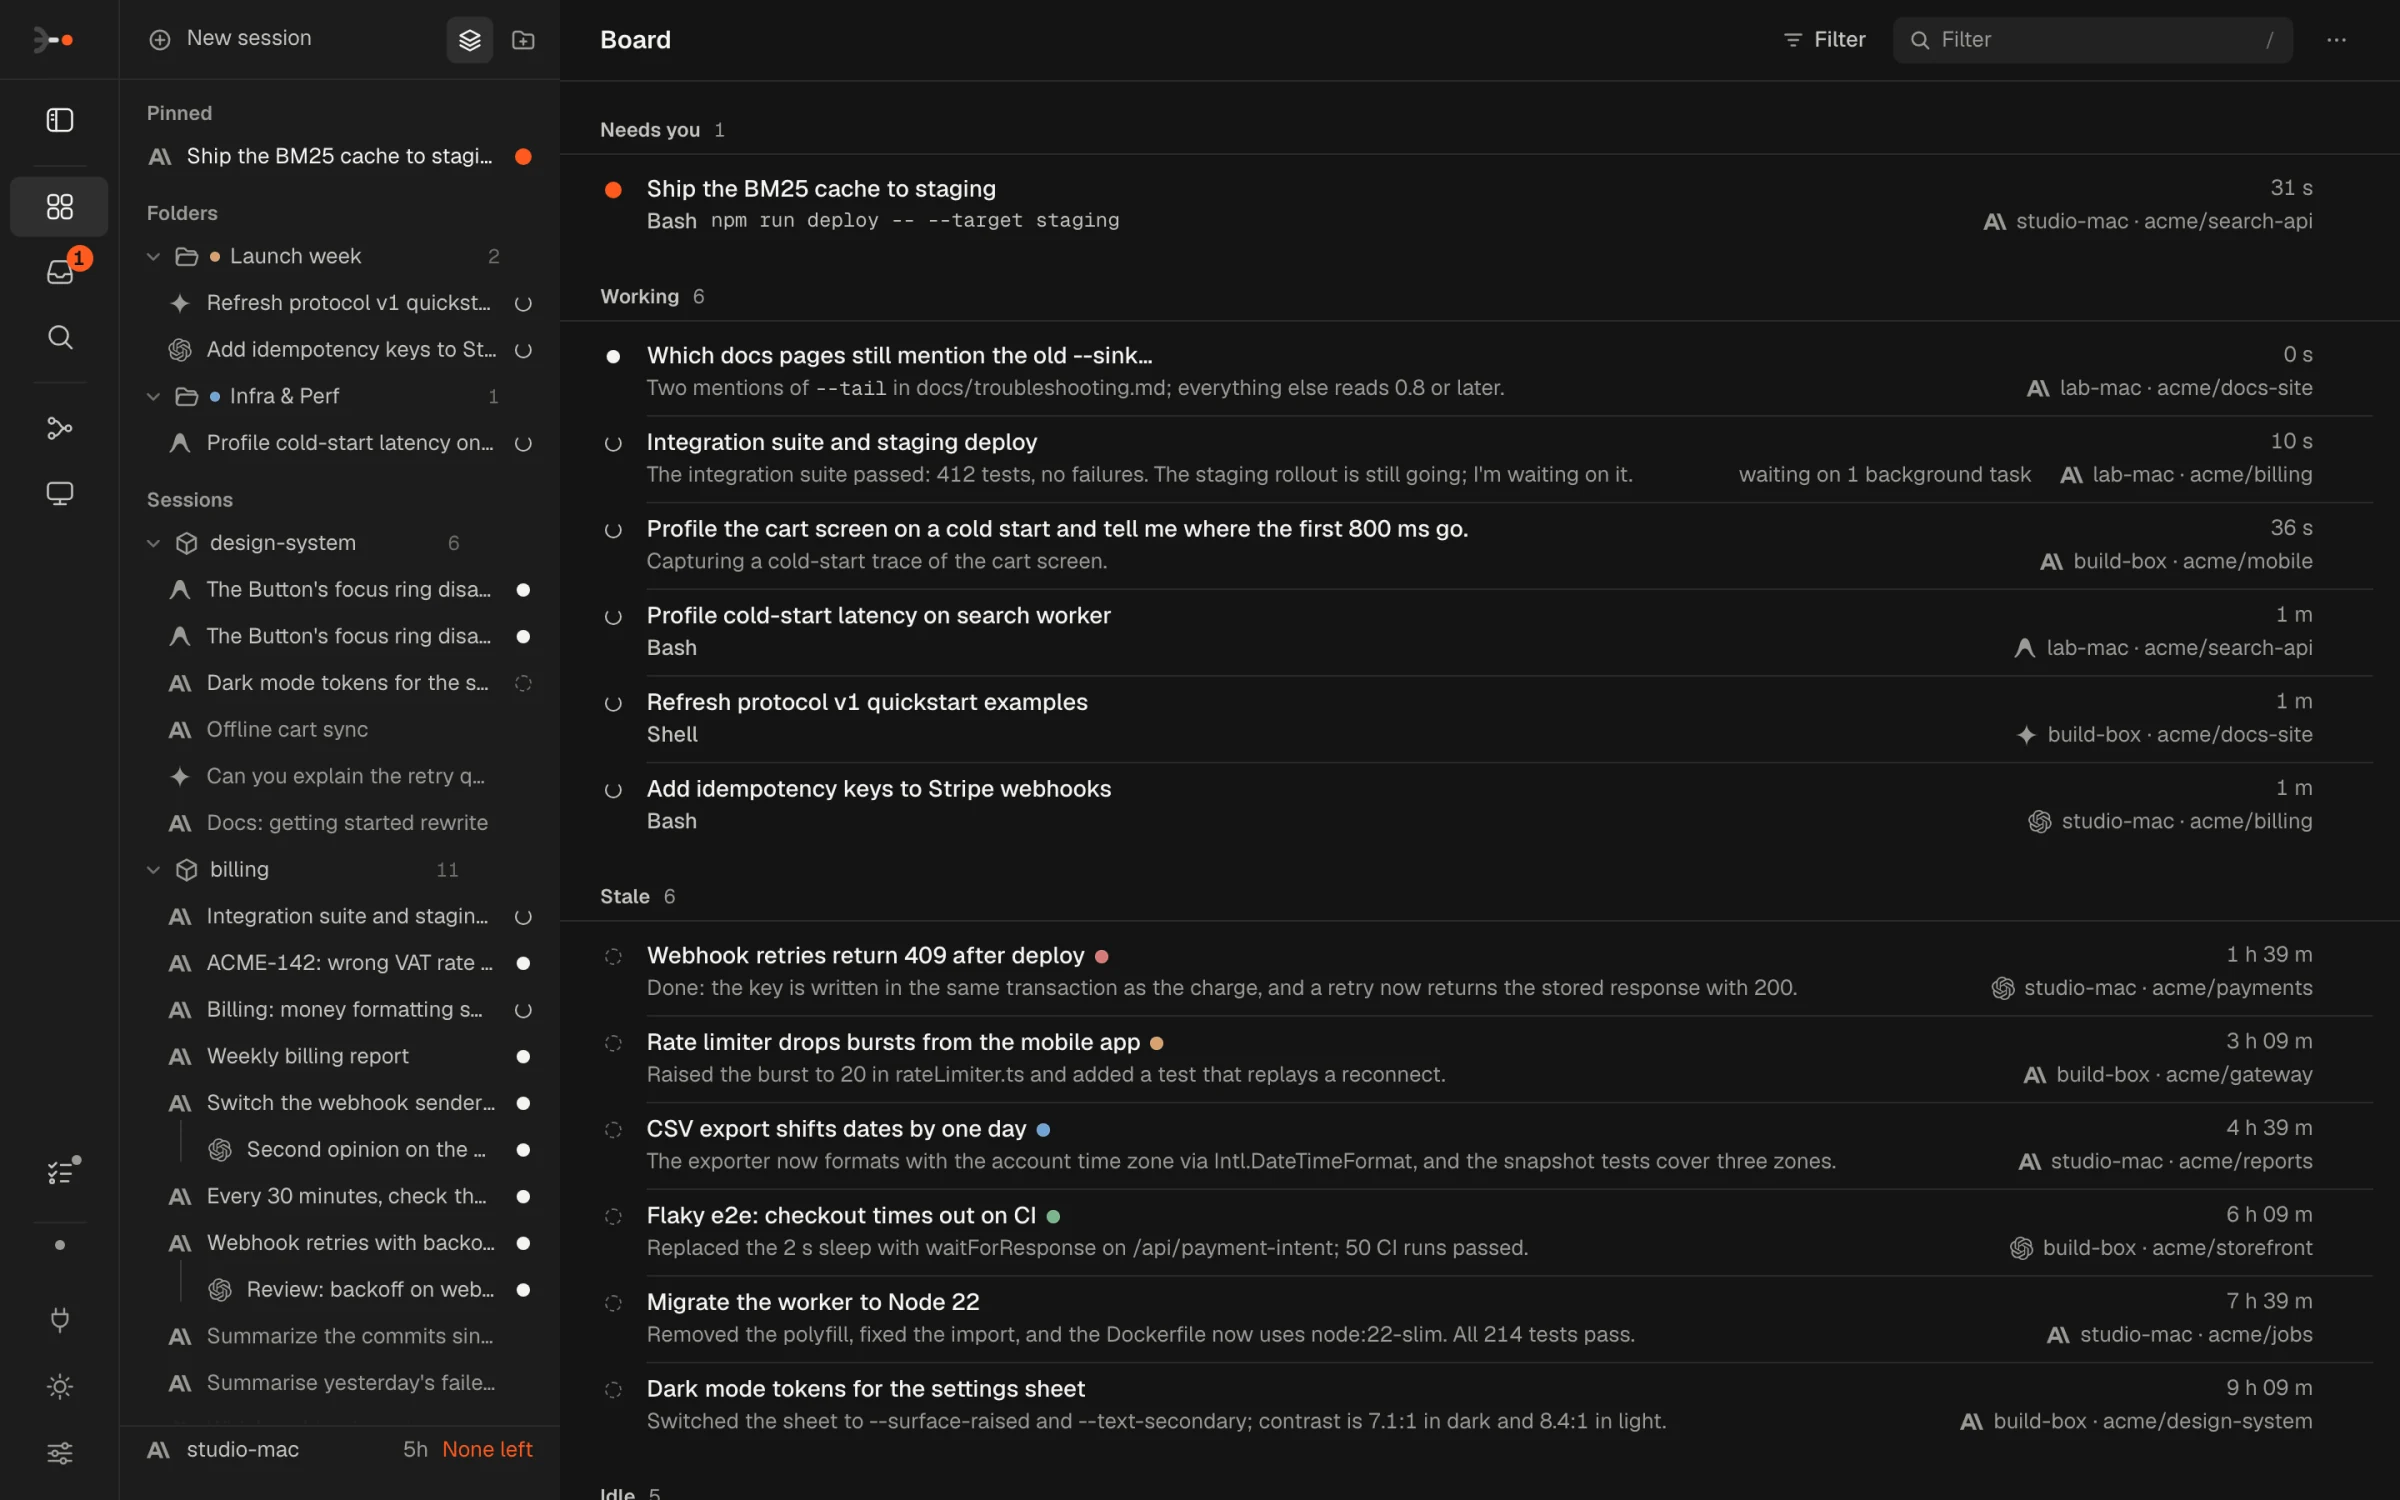 New session
Pinned
Ship the BM25 cache to stagi...
Folders
Launch week 2
Refresh protocol v1 quickst...
Add idempotency keys to St...
Infra & Perf 1
Profile cold-start latency on...
Sessions
design-system 6
The Button's focus ring disa...
The Button's focus ring disa...
Dark mode tokens for the s...
Offline cart sync
Can you explain the retry q...
Docs: getting started rewrite
billing 11
Integration suite and stagin...
ACME-142: wrong VAT rate ...
Billing: money formatting s...
Weekly billing report
Switch the webhook sender...
Second opinion on the ...
Every 30 minutes, check th...
Webhook retries with backo...
Review: backoff on web...
Summarize the commits sin...
Summarise yesterday's faile...
studio-mac 5h None left
1
Board Filter Filter /
Needs you 1
Ship the BM25 cache to staging 31 s
Bash npm run deploy -- --target staging studio-mac · acme/search-api
Working 6
Which docs pages still mention the old --sink... 0 s
Two mentions of --tail in docs/troubleshooting.md; everything else reads 0.8 or later. lab-mac · acme/docs-site
Integration suite and staging deploy 10 s
The integration suite passed: 412 tests, no failures. The staging rollout is still going; I'm waiting on it. waiting on 1 background task lab-mac · acme/billing
Profile the cart screen on a cold start and tell me where the first 800 ms go. 36 s
Capturing a cold-start trace of the cart screen. build-box · acme/mobile
Profile cold-start latency on search worker 1 m
Bash lab-mac · acme/search-api
Refresh protocol v1 quickstart examples 1 m
Shell build-box · acme/docs-site
Add idempotency keys to Stripe webhooks 1 m
Bash studio-mac · acme/billing
Stale 6
Webhook retries return 409 after deploy 1 h 39 m
Done: the key is written in the same transaction as the charge, and a retry now returns the stored response with 200. studio-mac · acme/payments
Rate limiter drops bursts from the mobile app 3 h 09 m
Raised the burst to 20 in rateLimiter.ts and added a test that replays a reconnect. build-box · acme/gateway
CSV export shifts dates by one day 4 h 39 m
The exporter now formats with the account time zone via Intl.DateTimeFormat, and the snapshot tests cover three zones. studio-mac · acme/reports
Flaky e2e: checkout times out on CI 6 h 09 m
Replaced the 2 s sleep with waitForResponse on /api/payment-intent; 50 CI runs passed. build-box · acme/storefront
Migrate the worker to Node 22 7 h 39 m
Removed the polyfill, fixed the import, and the Dockerfile now uses node:22-slim. All 214 tests pass. studio-mac · acme/jobs
Dark mode tokens for the settings sheet 9 h 09 m
Switched the sheet to --surface-raised and --text-secondary; contrast is 7.1:1 in dark and 8.4:1 in light. build-box · acme/design-system
Idle 5